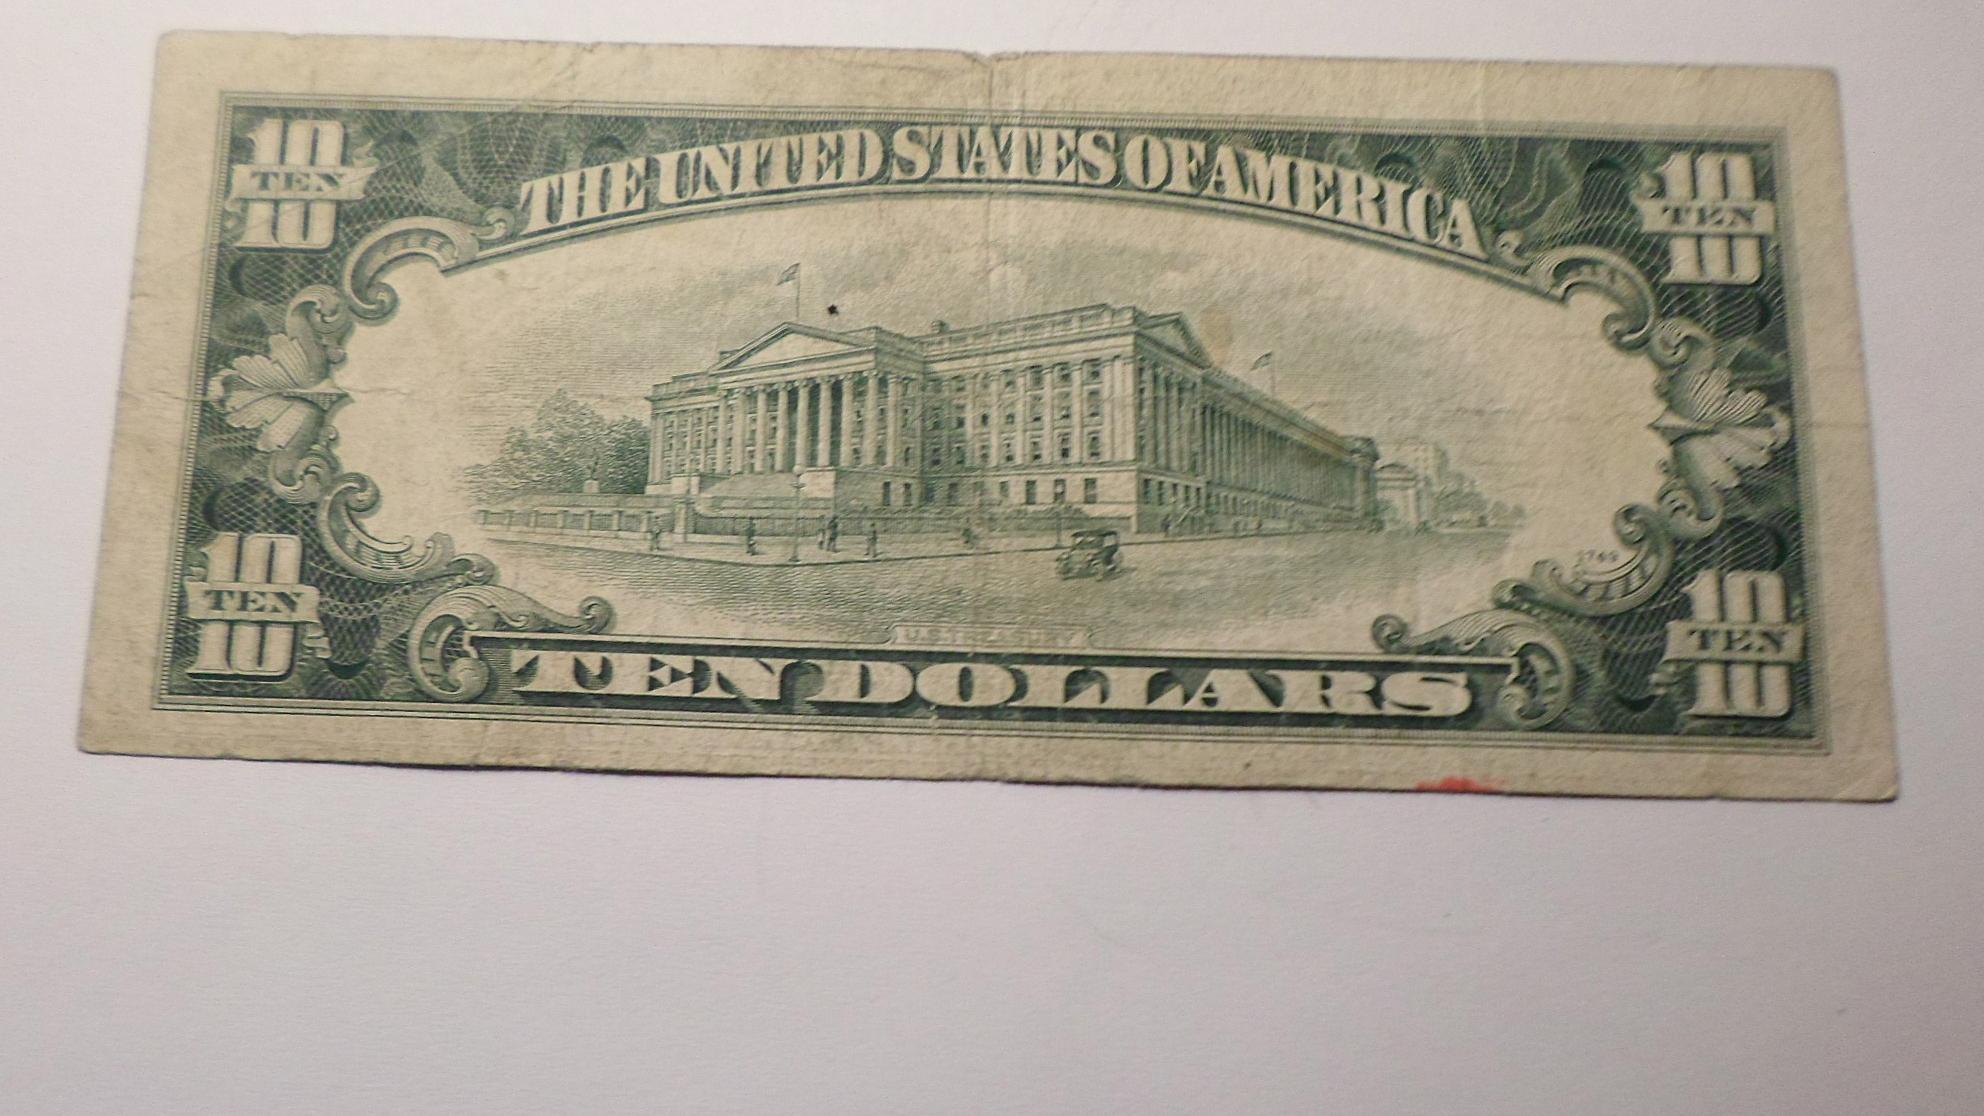 10 TEN 10
THE UNITED STATES OF AMERICA
10 TEN 10
10 TEN 10
U.S. TREASURY
TEN DOLLARS
10 TEN 10